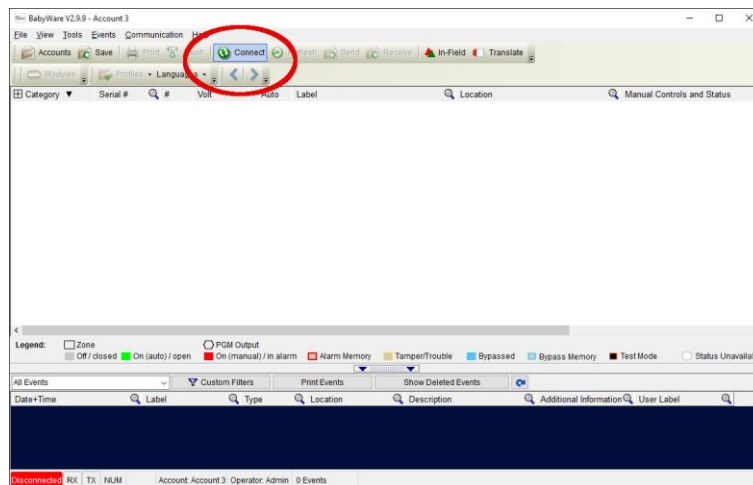 BabyWare V2.9.9 - Account 3
File View Tools Events Communication
Accounts Save Print Connect Refresh Send Receive In-Field Translate
Modules Profiles Languages
Category Serial # # Volt Auto Label Location Manual Controls and Status
Legend: Zone PGM Output
Off / closed On (auto) / open On (manual) / in alarm Alarm Memory Tamper/Trouble Bypassed Bypass Memory Test Mode Status Unavailal
All Events Custom Filters Print Events Show Deleted Events
Date+Time Label Type Location Description Additional Information User Label
Disconnected RX TX NUM Account: Account 3 Operator: Admin 0 Events